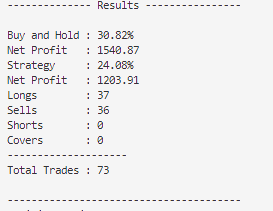 -------------- Results ----------------
Buy and Hold : 30.82%
Net Profit : 1540.87
Strategy : 24.08%
Net Profit : 1203.91
Longs : 37
Sells : 36
Shorts : 0
Covers : 0
--------------------
Total Trades : 73
---------------------------------------